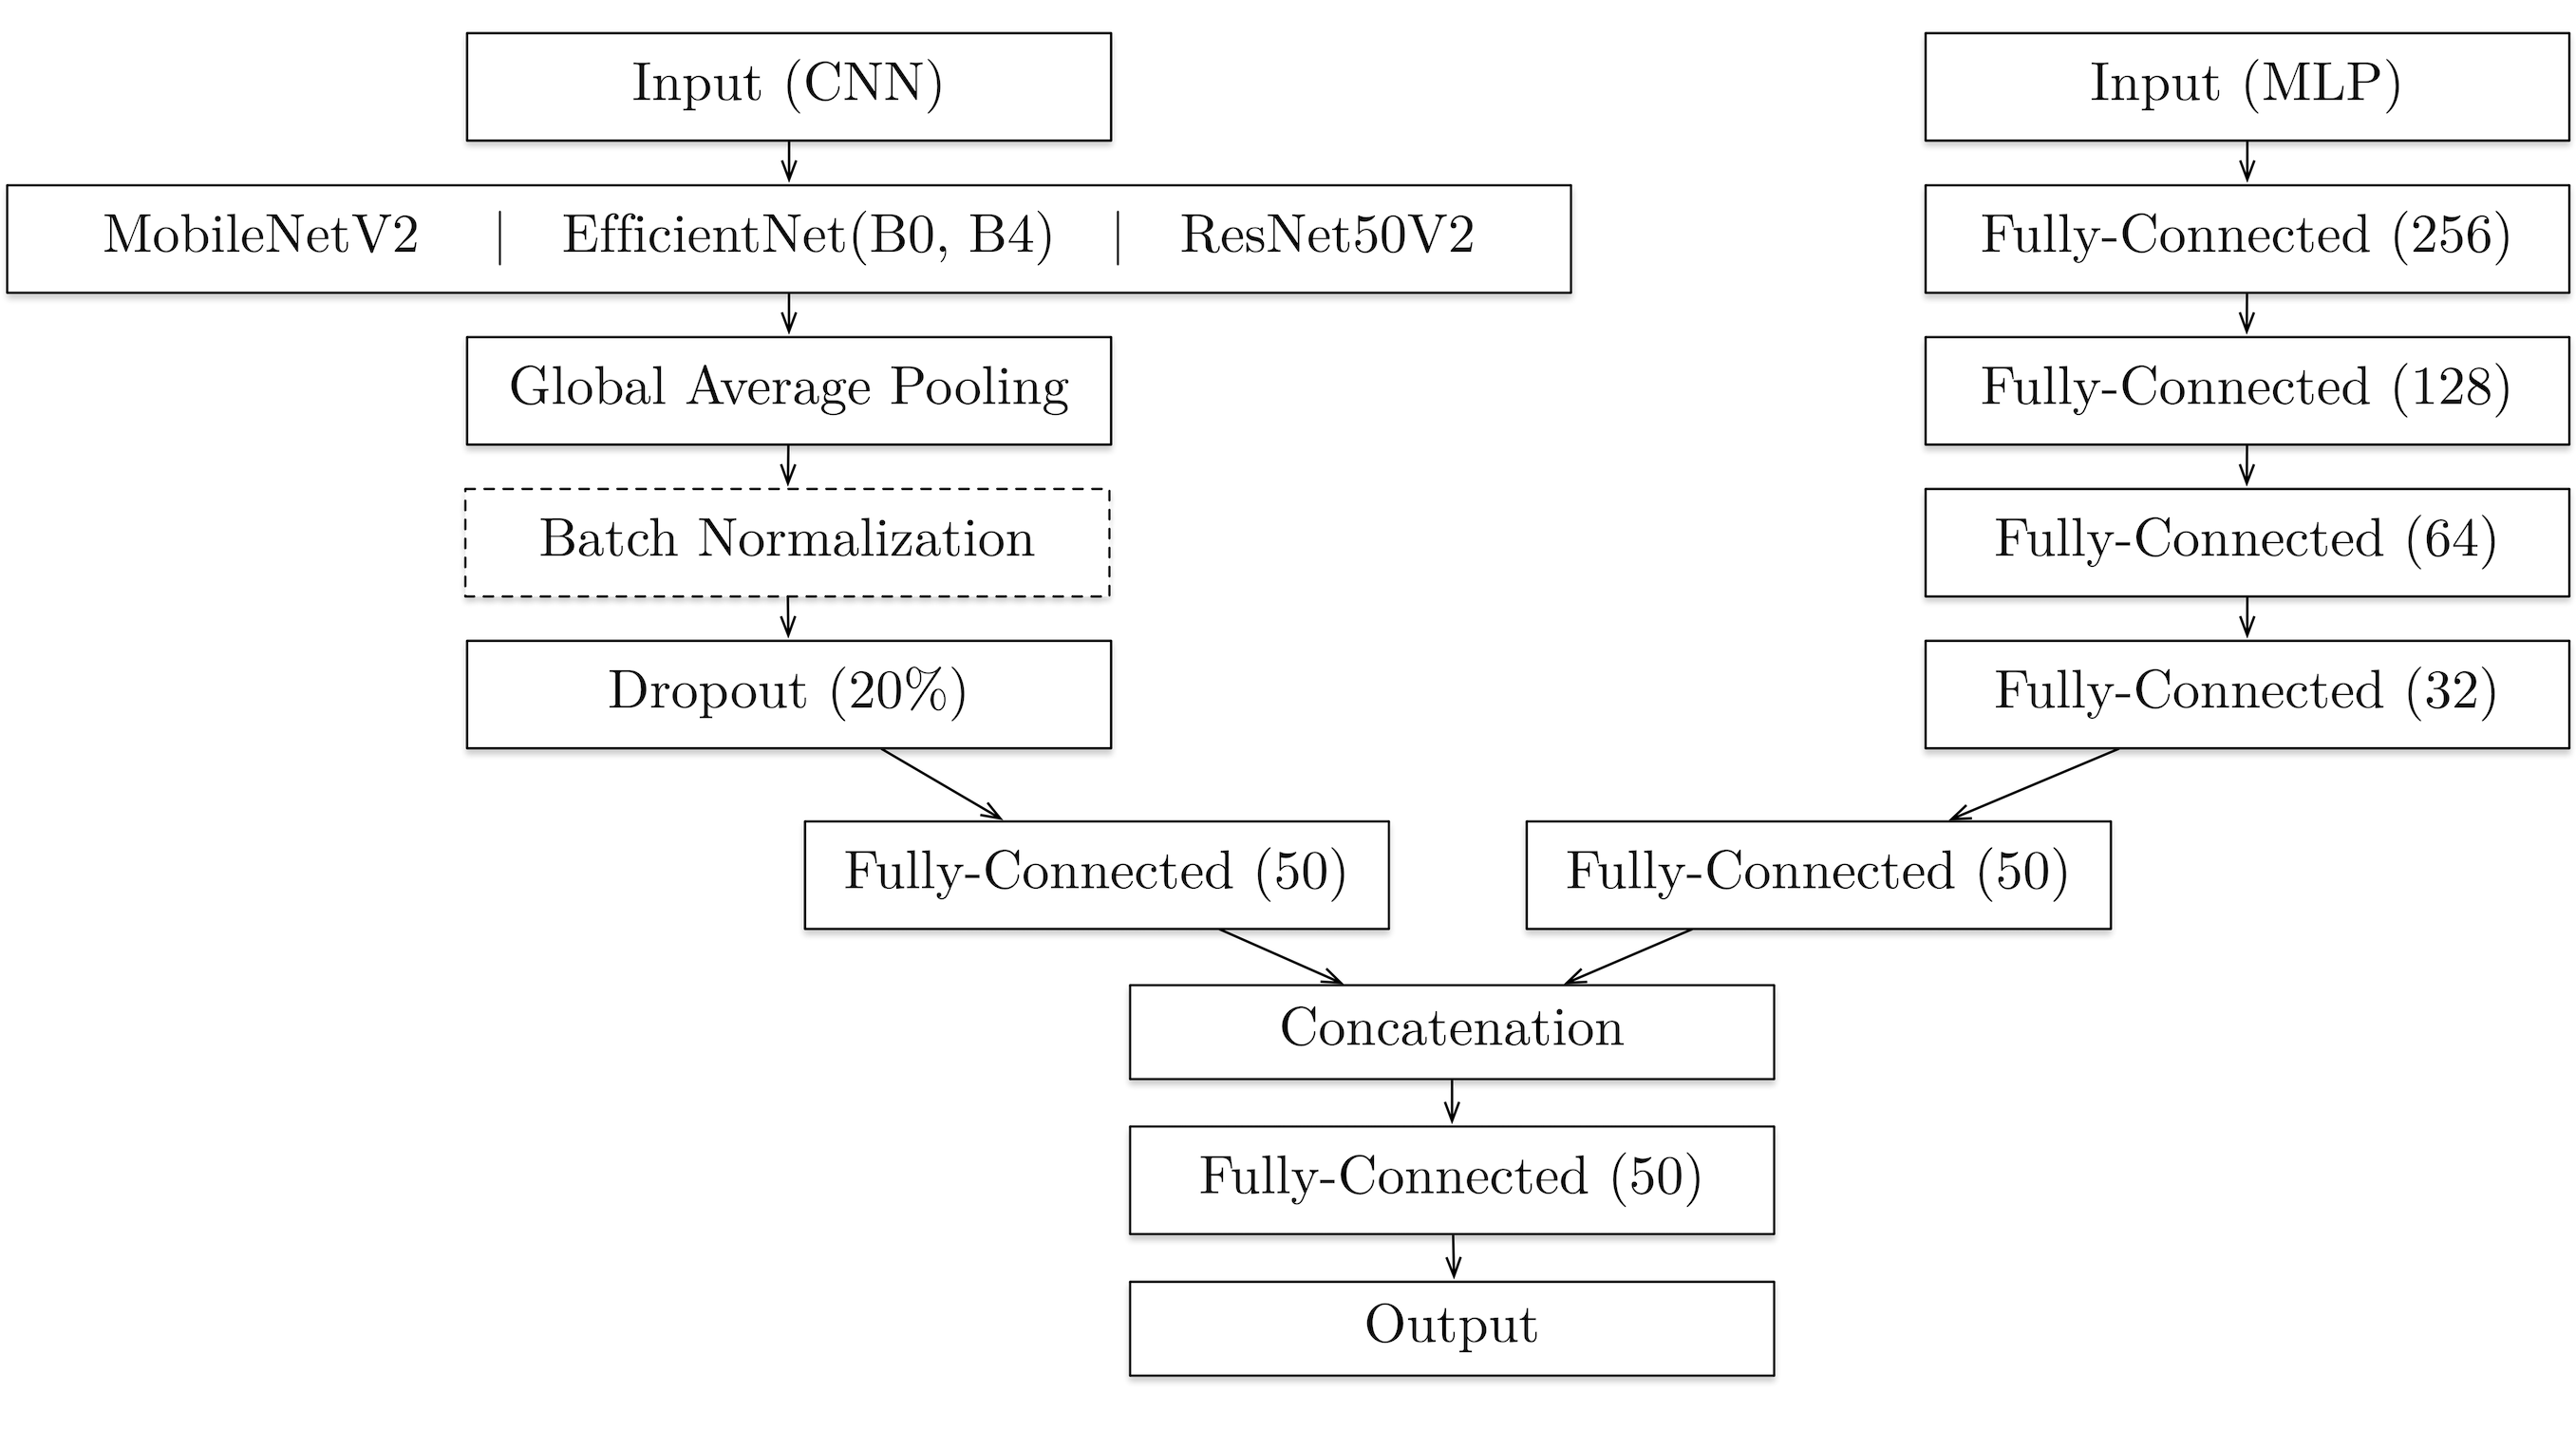 Input (CNN)
MobileNetV2 | EfficientNet(B0, B4) | ResNet50V2
Global Average Pooling
Batch Normalization
Dropout (20%)
Fully-Connected (50)
Input (MLP)
Fully-Connected (256)
Fully-Connected (128)
Fully-Connected (64)
Fully-Connected (32)
Fully-Connected (50)
Concatenation
Fully-Connected (50)
Output